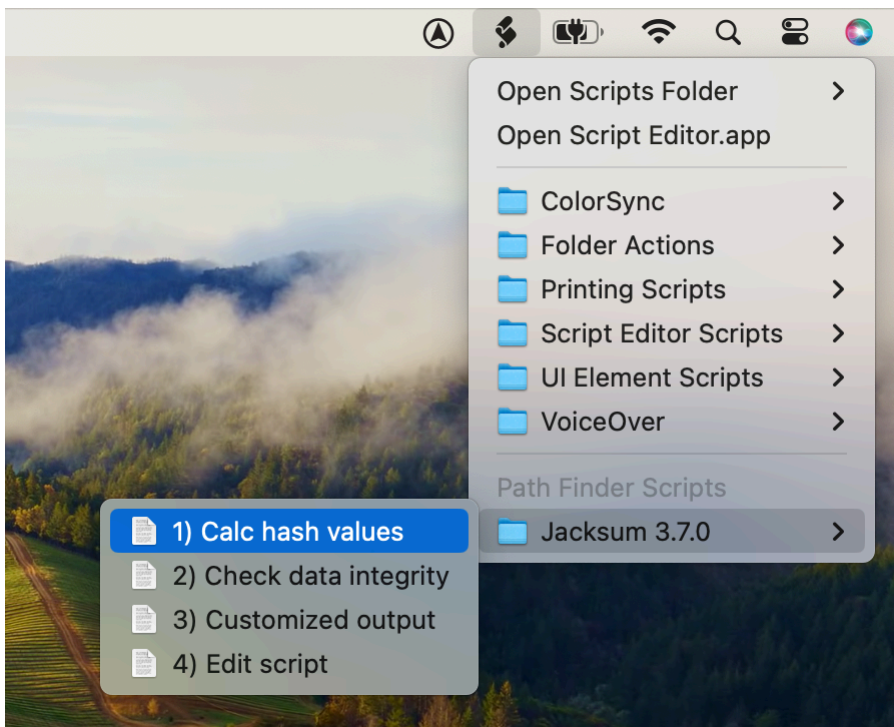 Open Scripts Folder
Open Script Editor.app
ColorSync
Folder Actions
Printing Scripts
Script Editor Scripts
UI Element Scripts
VoiceOver
Path Finder Scripts
Jacksum 3.7.0
1) Calc hash values
2) Check data integrity
3) Customized output
4) Edit script